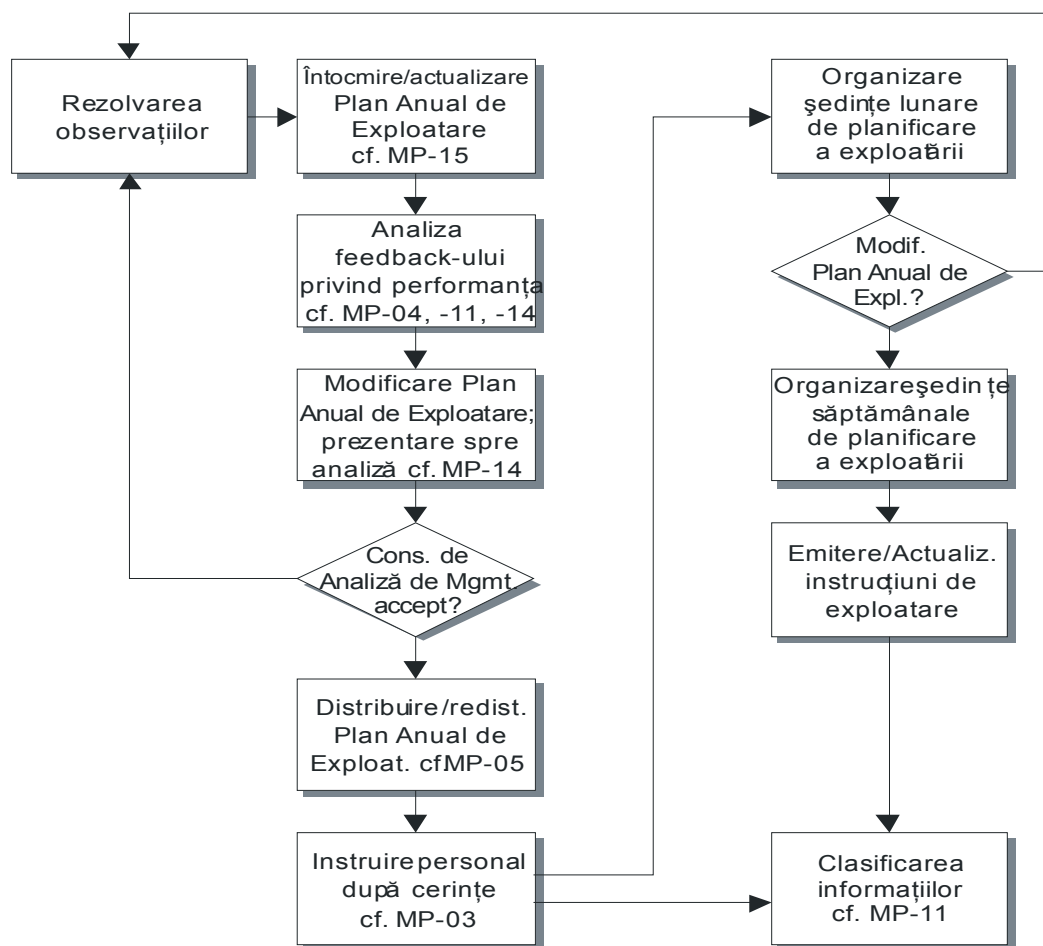 Rezolvarea
observațiilor
Întocmire/actualizare
Plan Anual de
Exploatare
cf. MP-15
Analiza
feedback-ului
privind performanța
cf. MP-04, -11, -14
Modificare Plan
Anual de Exploatare;
prezentare spre
analiză cf. MP-14
Cons. de
Analiză de Mgmt.
accept?
Distribuire/redist.
Plan Anual de
Exploat. cf.MP-05
Instruire personal
după cerințe
cf. MP-03
Organizare
şedințe lunare
de planificare
a exploatării
Modif.
Plan Anual de
Expl.?
Organizare şedințe
săptămânale
de planificare
a exploatării
Emitere/Actualiz.
instrucțiuni de
exploatare
Clasificarea
informațiilor
cf. MP-11